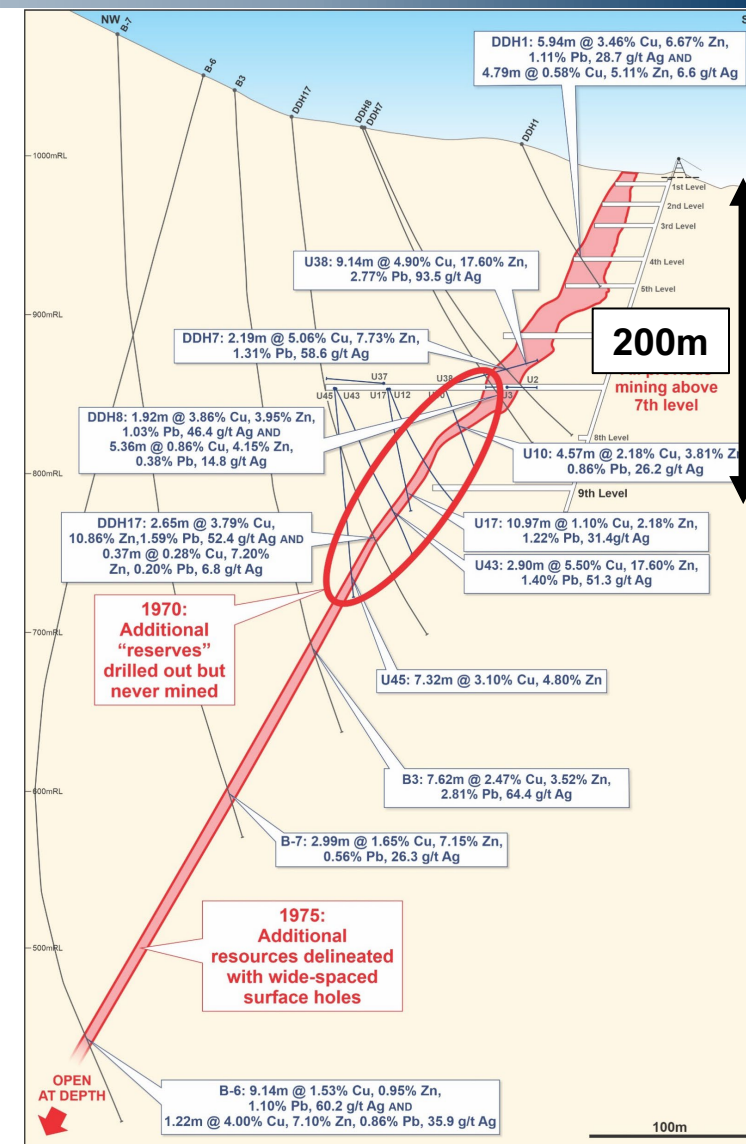 NW
S
B-7
B-6
B3
DDH17
DDH8
DDH7
DDH1
DDH1: 5.94m @ 3.46% Cu, 6.67% Zn,
1.11% Pb, 28.7 g/t Ag AND
4.79m @ 0.58% Cu, 5.11% Zn, 6.6 g/t Ag
1000mRL
1st Level
2nd Level
3rd Level
4th Level
5th Level
U38: 9.14m @ 4.90% Cu, 17.60% Zn,
2.77% Pb, 93.5 g/t Ag
900mRL
200m
DDH7: 2.19m @ 5.06% Cu, 7.73% Zn,
1.31% Pb, 58.6 g/t Ag
mining above
7th level
U37
U38
U45
U43
U17
U12
U3
U2
DDH8: 1.92m @ 3.86% Cu, 3.95% Zn,
1.03% Pb, 46.4 g/t Ag AND
5.36m @ 0.86% Cu, 4.15% Zn,
0.38% Pb, 14.8 g/t Ag
8th Level
U10: 4.57m @ 2.18% Cu, 3.81% Z
0.86% Pb, 26.2 g/t Ag
800mRL
9th Level
DDH17: 2.65m @ 3.79% Cu,
10.86% Zn,1.59% Pb, 52.4 g/t Ag AND
0.37m @ 0.28% Cu, 7.20%
Zn, 0.20% Pb, 6.8 g/t Ag
U17: 10.97m @ 1.10% Cu, 2.18% Zn,
1.22% Pb, 31.4g/t Ag
U43: 2.90m @ 5.50% Cu, 17.60% Zn,
1.40% Pb, 51.3 g/t Ag
1970:
Additional
“reserves”
drilled out but
never mined
700mRL
U45: 7.32m @ 3.10% Cu, 4.80% Zn
B3: 7.62m @ 2.47% Cu, 3.52% Zn,
2.81% Pb, 64.4 g/t Ag
600mRL
B-7: 2.99m @ 1.65% Cu, 7.15% Zn,
0.56% Pb, 26.3 g/t Ag
1975:
Additional
resources delineated
with wide-spaced
surface holes
500mRL
OPEN
AT DEPTH
B-6: 9.14m @ 1.53% Cu, 0.95% Zn,
1.10% Pb, 60.2 g/t Ag AND
1.22m @ 4.00% Cu, 7.10% Zn, 0.86% Pb, 35.9 g/t Ag
100m